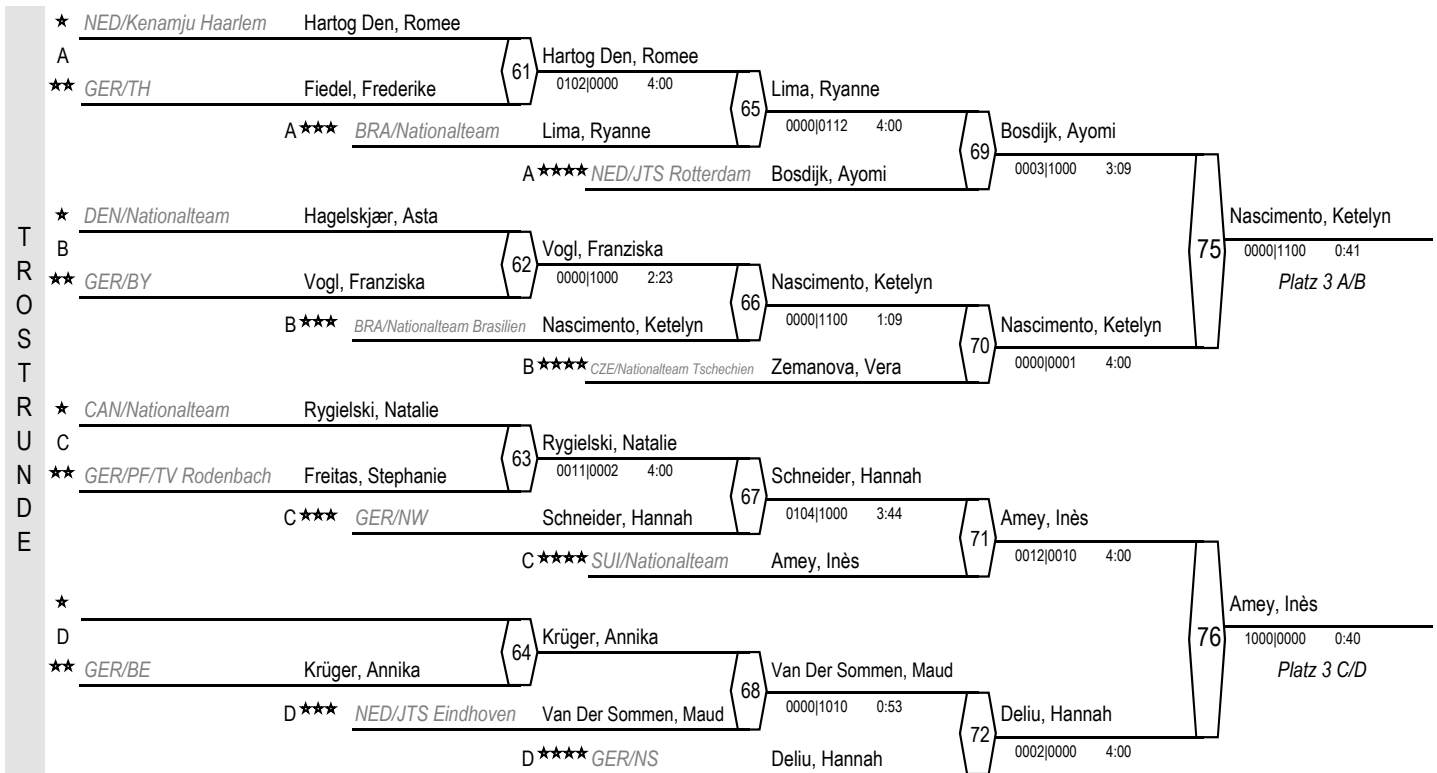 TROSTRUNDE
NED/Kenamju Haarlem Hartog Den, Romee
A
61 Hartog Den, Romee
0102|0000 4:00
GER/TH Fiedel, Frederike
65 Lima, Ryanne
0000|0112 4:00
A BRA/Nationalteam Lima, Ryanne
69 Bosdijk, Ayomi
0003|1000 3:09
A NED/JTS Rotterdam Bosdijk, Ayomi
DEN/Nationalteam Hagelskjær, Asta
75 Nascimento, Ketelyn
0000|1100 0:41
Platz 3 A/B
B
62 Vogl, Franziska
0000|1000 2:23
GER/BY Vogl, Franziska
66 Nascimento, Ketelyn
0000|1100 1:09
B BRA/Nationalteam Brasilien Nascimento, Ketelyn
70 Nascimento, Ketelyn
0000|0001 4:00
B CZE/Nationalteam Tschechien Zemanova, Vera
CAN/Nationalteam Rygielski, Natalie
C
63 Rygielski, Natalie
0011|0002 4:00
GER/PF/TV Rodenbach Freitas, Stephanie
67 Schneider, Hannah
0104|1000 3:44
C GER/NW Schneider, Hannah
71 Amey, Inès
0012|0010 4:00
C SUI/Nationalteam Amey, Inès
76 Amey, Inès
1000|0000 0:40
Platz 3 C/D
D
64 Krüger, Annika
GER/BE Krüger, Annika
68 Van Der Sommen, Maud
0000|1010 0:53
D NED/JTS Eindhoven Van Der Sommen, Maud
72 Deliu, Hannah
0002|0000 4:00
D GER/NS Deliu, Hannah